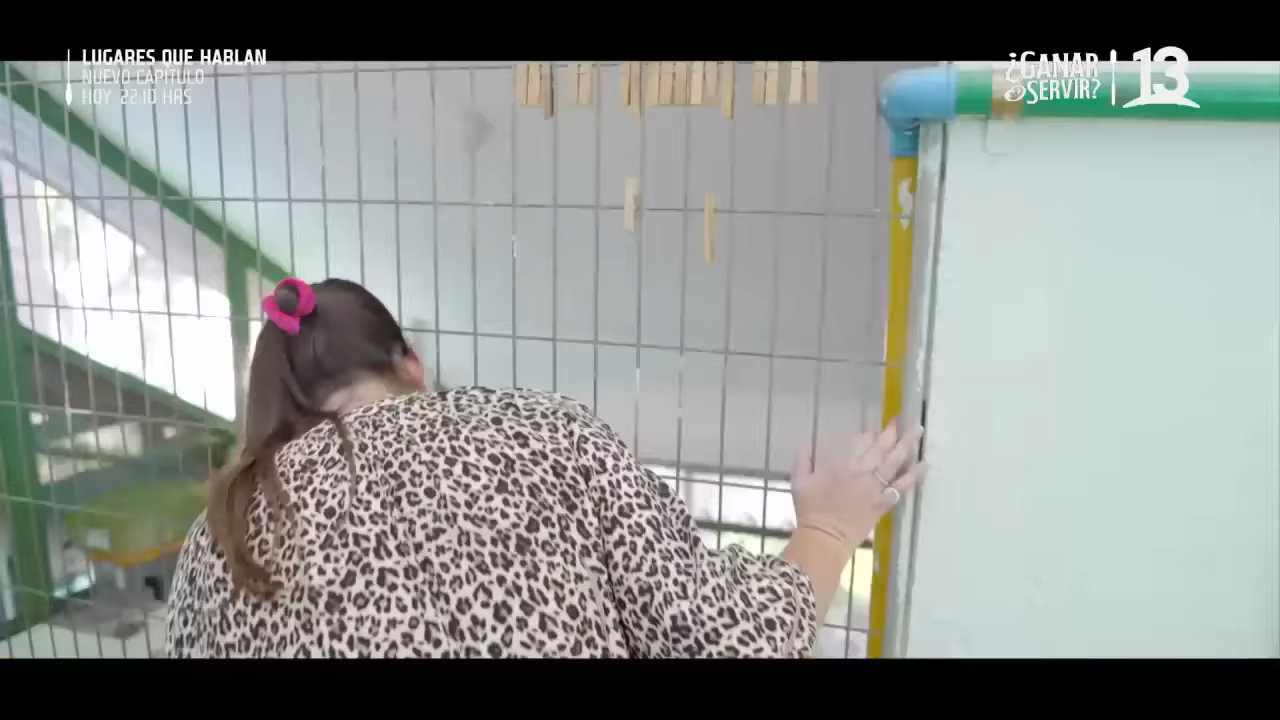 LUGARES QUE HABLAN
NUEVO CAPÍTULO
HOY 22:10 HRS
¿GANAR
O SERVIR?
13